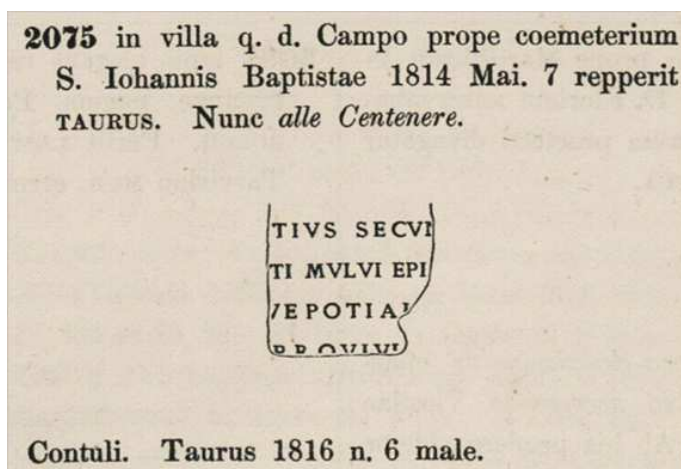 2075 in villa q. d. Campo prope coemeterium
S. Iohannis Baptistae 1814 Mai. 7 repperit
TAURUS. Nunc alle Centenere.
TIVS SECVI
TI MVLVI EPI
EPOTIA
Contuli. Taurus 1816 n. 6 male.